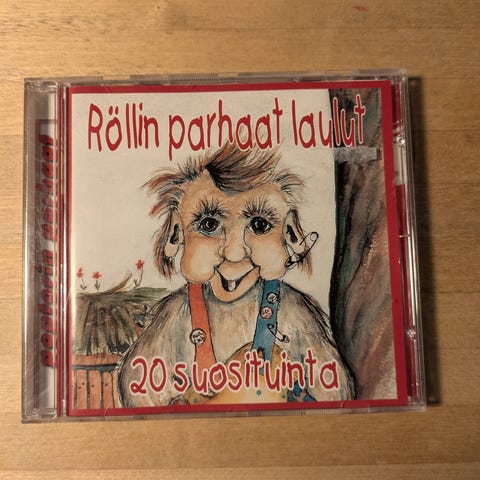 Röllin parhaat laulut
20 suosituinta